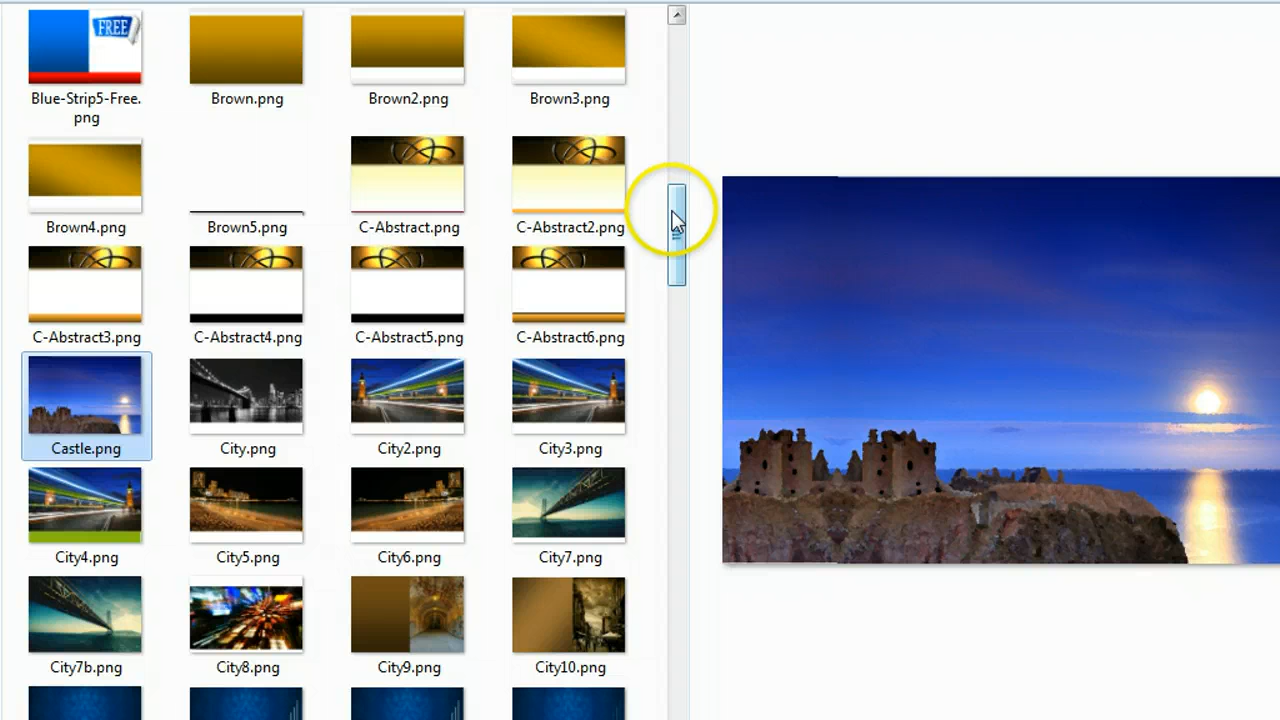 FREE
Blue-Strip5-Free.
png
Brown.png
Brown2.png
Brown3.png
Brown4.png
Brown5.png
C-Abstract.png
C-Abstract2.png
C-Abstract3.png
C-Abstract4.png
C-Abstract5.png
C-Abstract6.png
Castle.png
City.png
City2.png
City3.png
City4.png
City5.png
City6.png
City7.png
City7b.png
City8.png
City9.png
City10.png